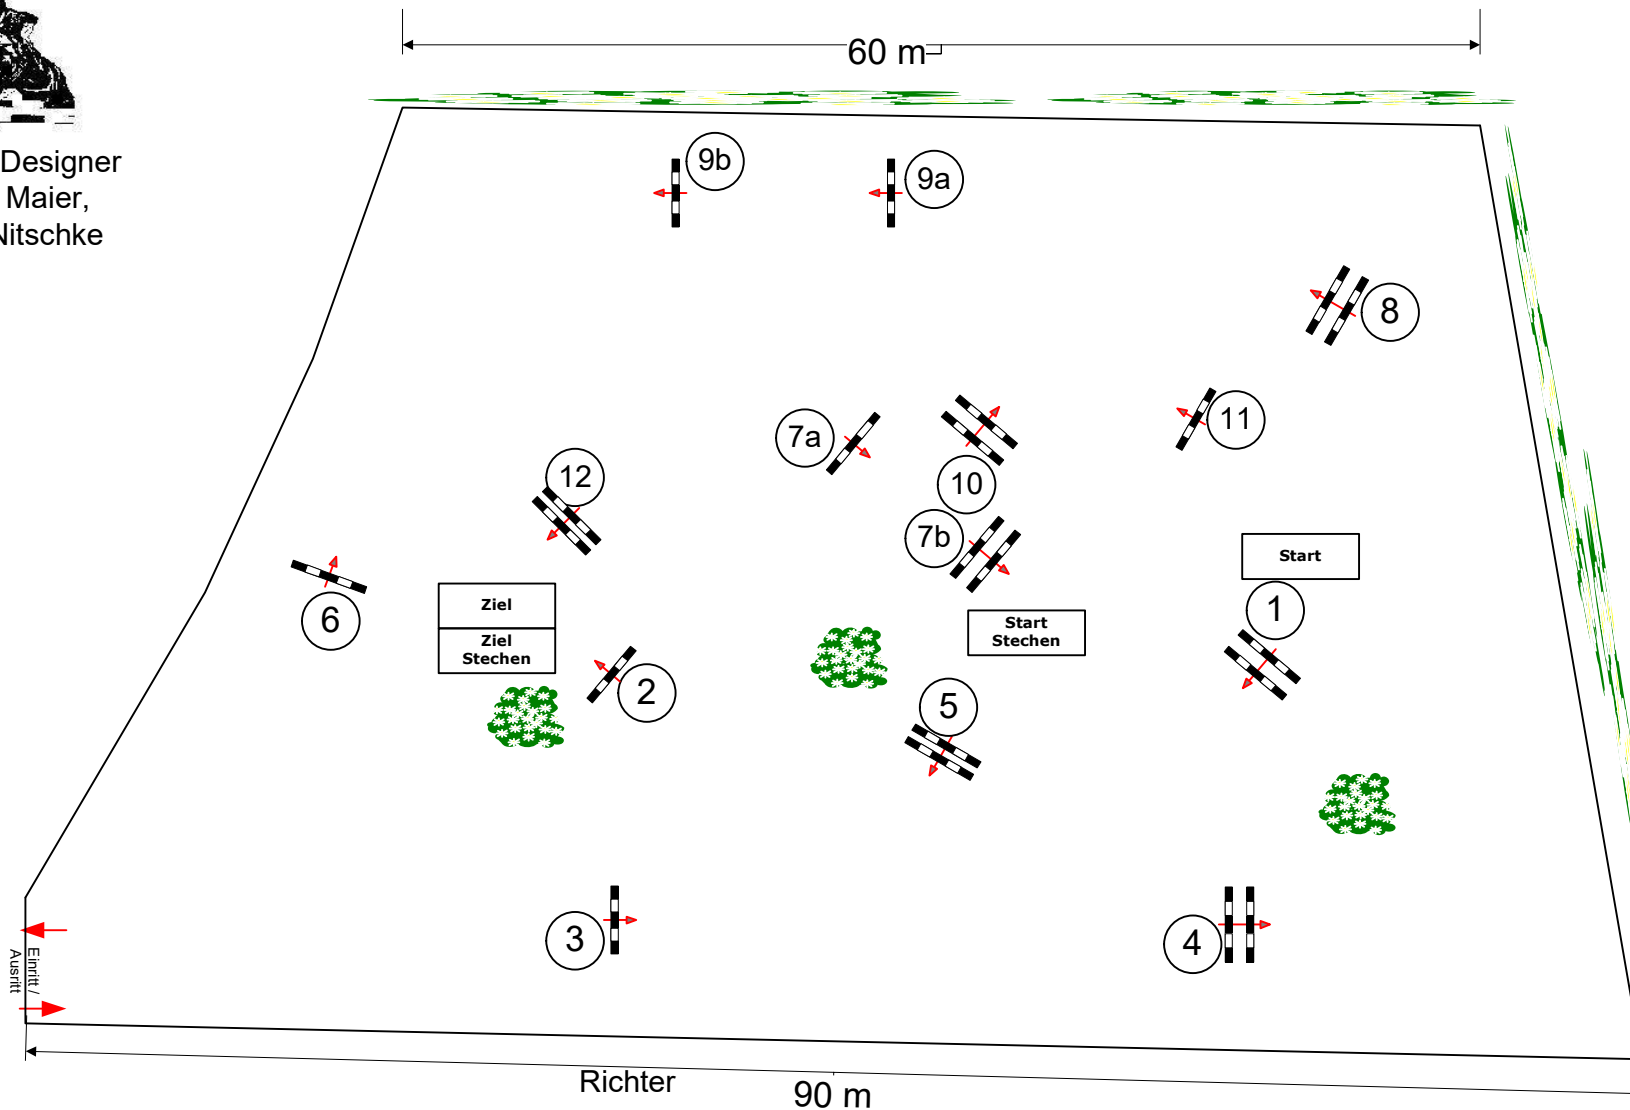 60 m
Designer
Maier,
Nitschke
9b
9a
8
7a
11
10
12
7b
Start
1
6
Ziel
Ziel
Stechen
Start
Stechen
2
5
3
4
Einritt /
Ausritt
Richter
90 m